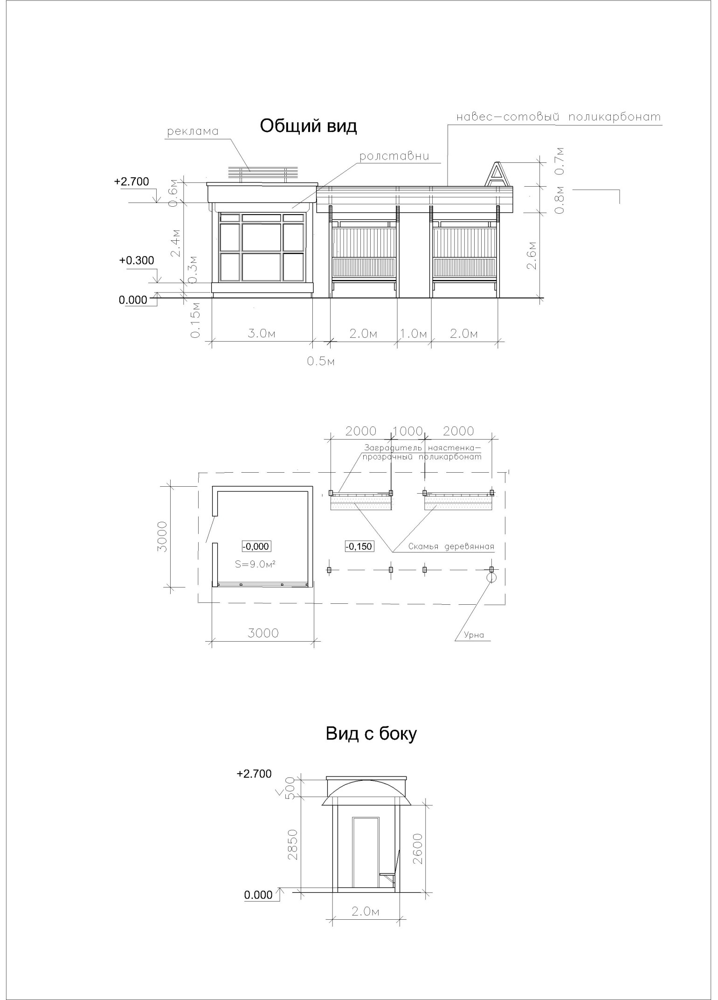 навес-сотовый поликарбонат
Общий вид
реклама
ролставни
0.7м
+2.700
0.6м
0.8м
2.4м
2.6м
+0.300
0.3м
0.000
0.15м
3.0м
2.0м
1.0м
2.0м
0.5м
2000
1000
2000
Заградитель наястенка-
прозрачный поликарбонат
3000
-0,000
-0,150
Скамья деревянная
S=9.0м²
3000
Урна
Вид с боку
+2.700
500
2850
2600
0.000
2.0м